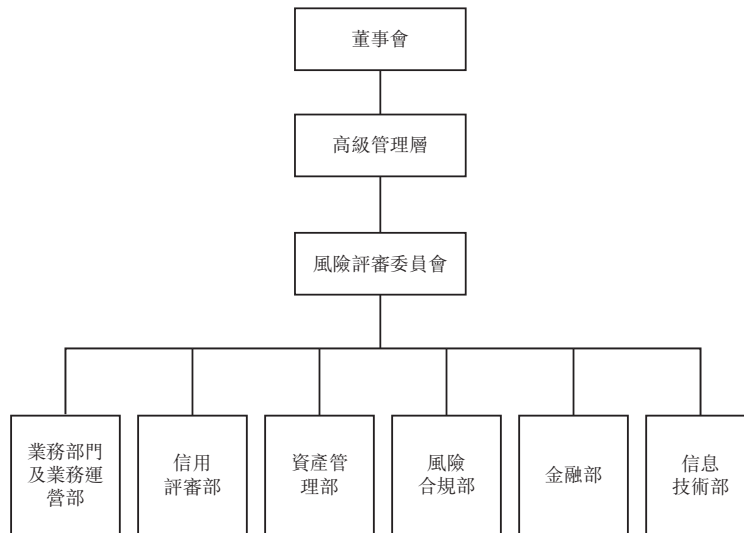 董事會
高級管理層
風險評審委員會
業務部門
及業務運
營部
信用
評審部
資產管
理部
風險
合規部
金融部
信息
技術部